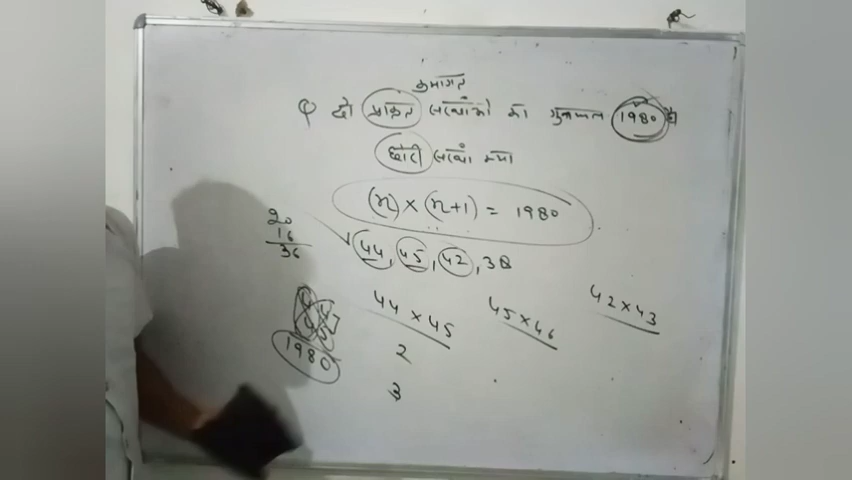 क्रमागत
Q दो प्राकृत संख्याओ का गुणनफल 1980 है
छोटी संख्या क्या
(n) × (n+1) = 1980
20
16
36
44, 45, 42, 38
44 × 45
45 × 46
42 × 43
1980
2
3